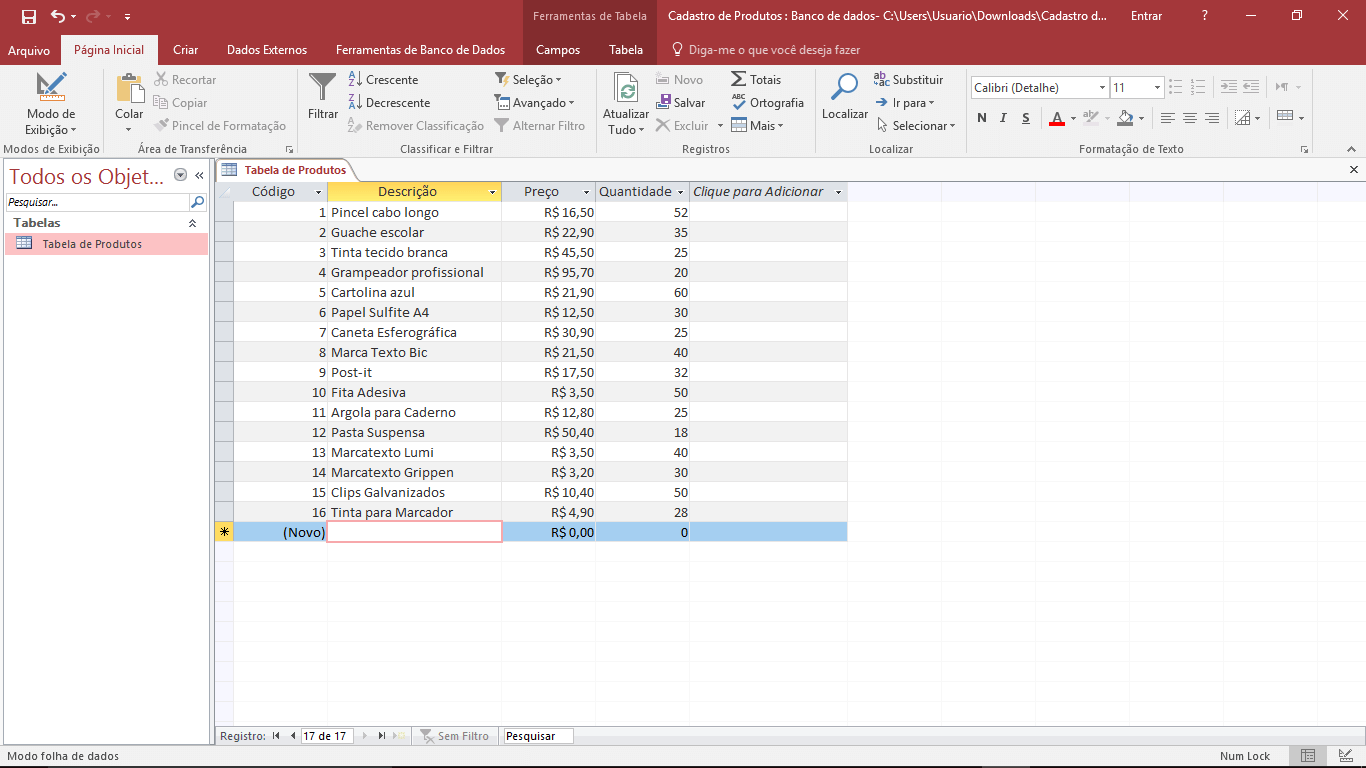 Ferramentas de Tabela Cadastro de Produtos : Banco de dados- C:\Users\Usuario\Downloads\Cadastro d... Entrar ?
Arquivo Página Inicial Criar Dados Externos Ferramentas de Banco de Dados Campos Tabela Diga-me o que você deseja fazer
Modo de Exibição
Modos de Exibição
Colar
Recortar
Copiar
Pincel de Formatação
Área de Transferência
Filtrar
Crescente
Decrescente
Remover Classificação
Seleção
Avançado
Alternar Filtro
Classificar e Filtrar
Atualizar Tudo
Novo
Salvar
Excluir
Totais
Ortografia
Mais
Registros
Localizar
Substituir
Ir para
Selecionar
Localizar
Calibri (Detalhe) 11
N I S A
Formatação de Texto
Todos os Objet... «
Pesquisar...
Tabelas
Tabela de Produtos
Tabela de Produtos
Código Descrição Preço Quantidade Clique para Adicionar
1 Pincel cabo longo R$ 16,50 52
2 Guache escolar R$ 22,90 35
3 Tinta tecido branca R$ 45,50 25
4 Grampeador profissional R$ 95,70 20
5 Cartolina azul R$ 21,90 60
6 Papel Sulfite A4 R$ 12,50 30
7 Caneta Esferográfica R$ 30,90 25
8 Marca Texto Bic R$ 21,50 40
9 Post-it R$ 17,50 32
10 Fita Adesiva R$ 3,50 50
11 Argola para Caderno R$ 12,80 25
12 Pasta Suspensa R$ 50,40 18
13 Marcatexto Lumi R$ 3,50 40
14 Marcatexto Grippen R$ 3,20 30
15 Clips Galvanizados R$ 10,40 50
16 Tinta para Marcador R$ 4,90 28
(Novo) R$ 0,00 0
Registro: 17 de 17 Sem Filtro Pesquisar
Modo folha de dados Num Lock